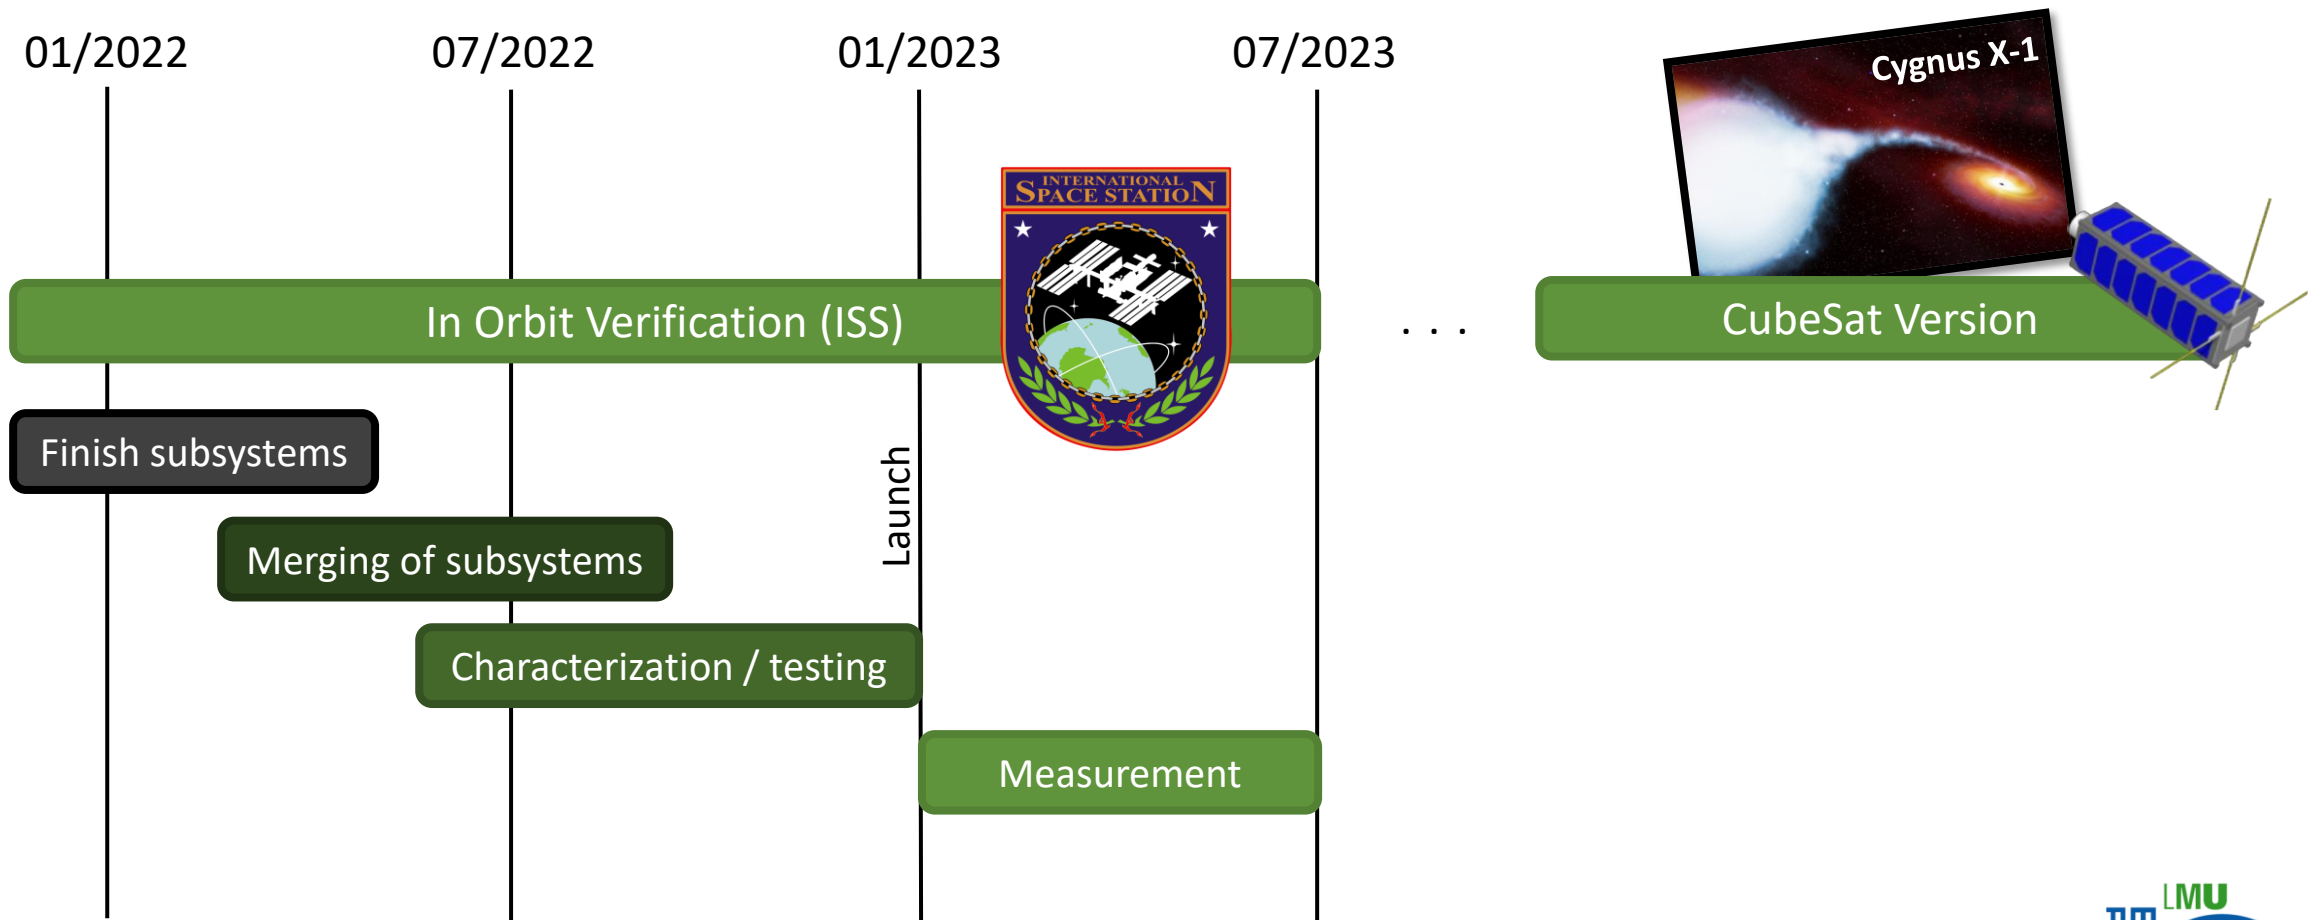 01/2022
07/2022
01/2023
07/2023
Cygnus X-1
INTERNATIONAL
SPACE STATION
In Orbit Verification (ISS)
. . .
CubeSat Version
Finish subsystems
Launch
Merging of subsystems
Characterization / testing
Measurement
LMU